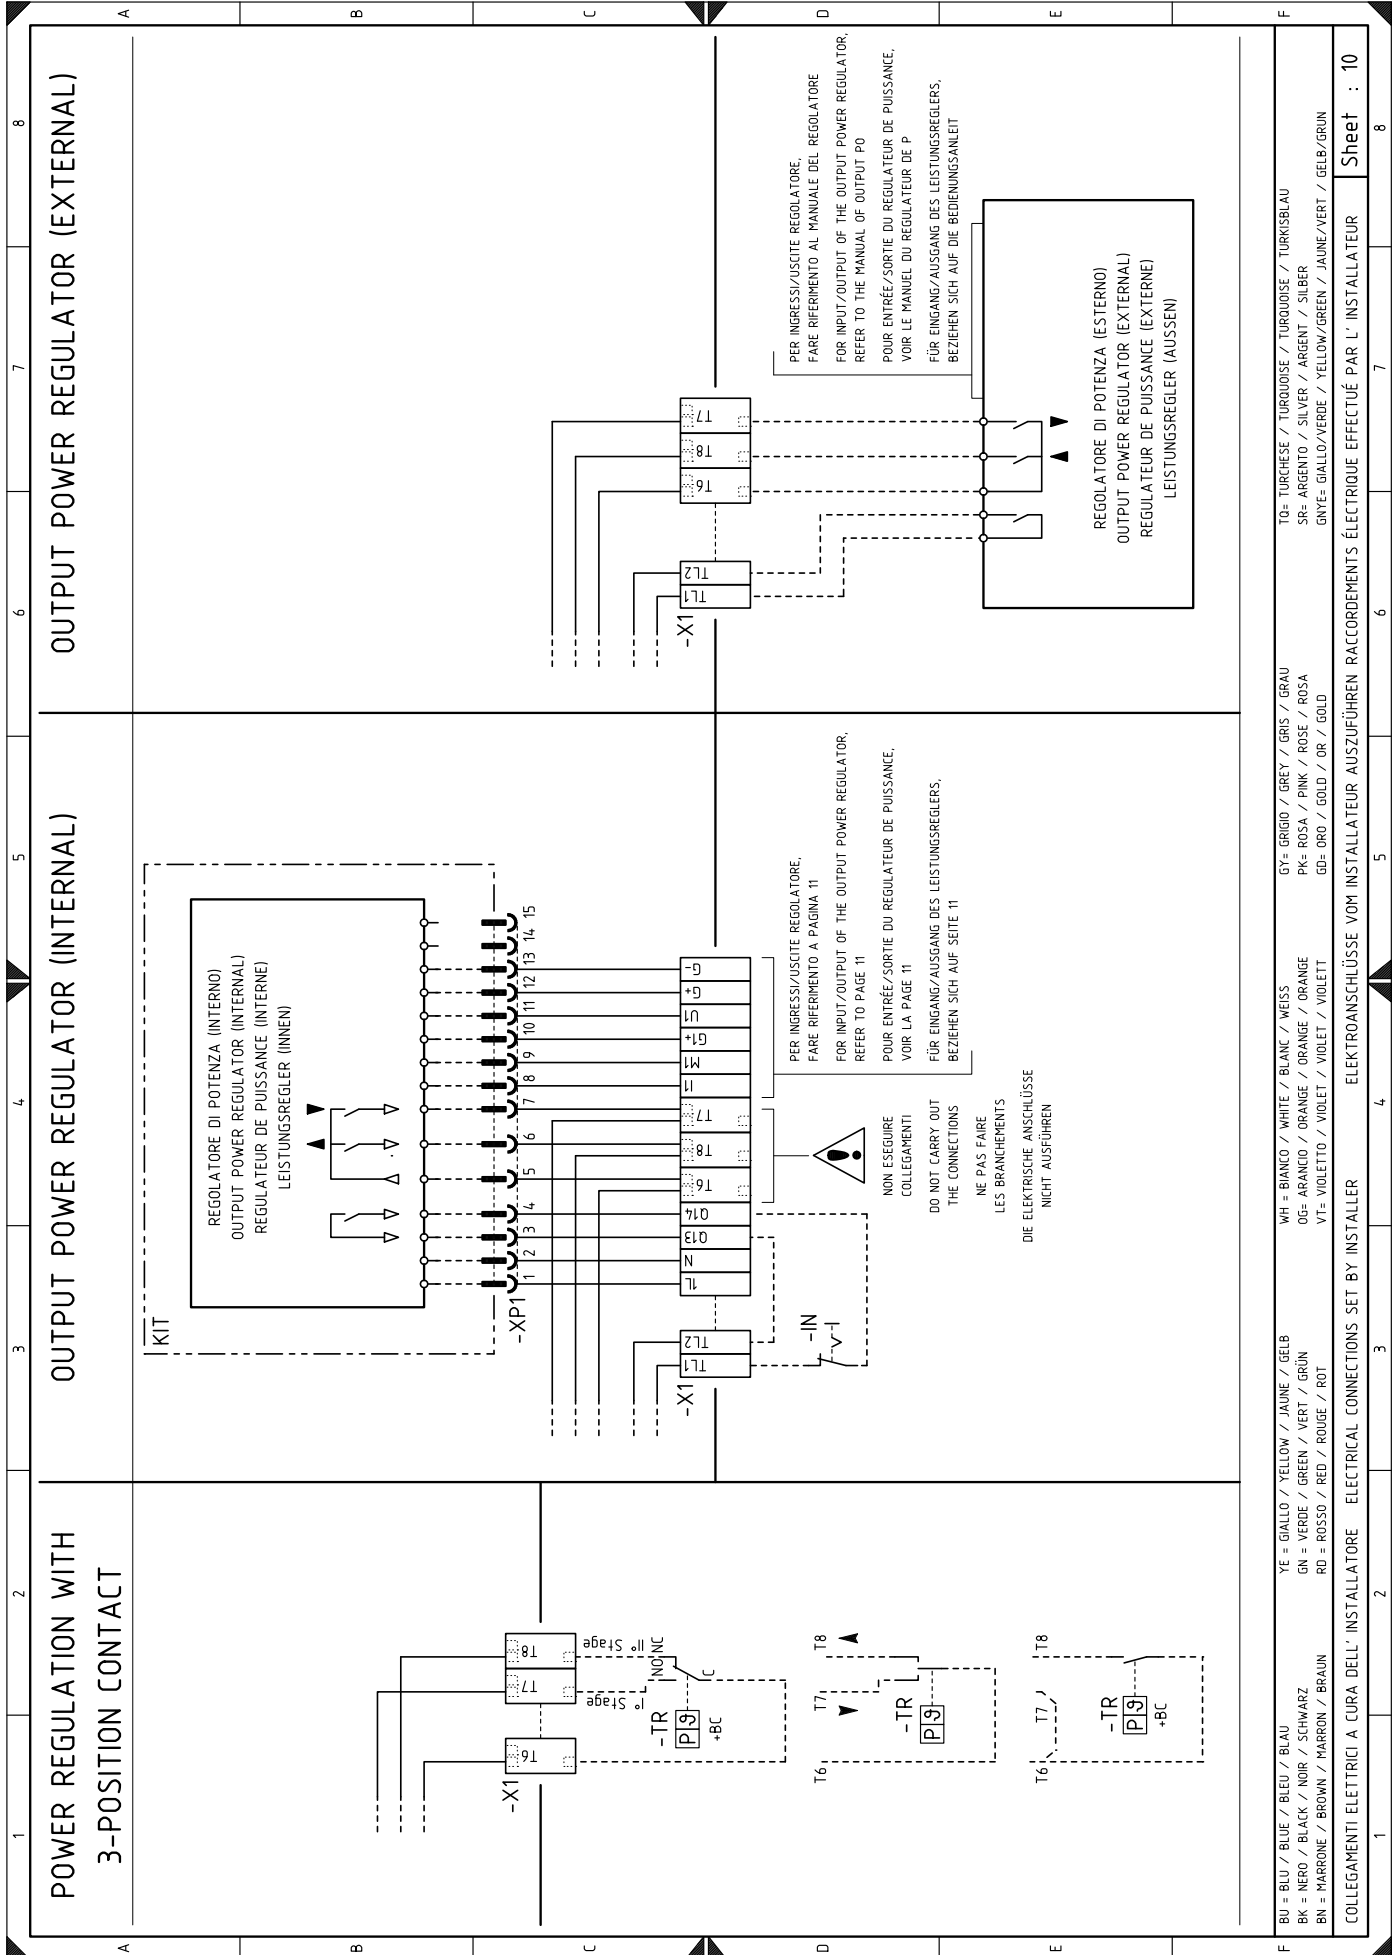 1
2
3
4
5
6
7
8
A
B
C
D
E
F
POWER REGULATION WITH
3-POSITION CONTACT
-X1
T6
T7
T8
I° Stage
II° Stage
NO
NC
C
-TR
P
ϑ
+BC
T6
T7
T8
-TR
P
ϑ
T6
T7
T8
-TR
P
ϑ
+BC
OUTPUT POWER REGULATOR (INTERNAL)
KIT
REGOLATORE DI POTENZA (INTERNO)
OUTPUT POWER REGULATOR (INTERNAL)
REGULATEUR DE PUISSANCE (INTERNE)
LEISTUNGSREGLER (INNEN)
-XP1
1
2
3
4
5
6
7
8
9
10
11
12
13
14
15
-X1
TL1
TL2
1L
N
Q13
Q14
T6
T8
T7
I1
M1
G1+
U1
G+
G-
-IN
NON ESEGUIRE
COLLEGAMENTI
DO NOT CARRY OUT
THE CONNECTIONS
NE PAS FAIRE
LES BRANCHEMENTS
DIE ELEKTRISCHE ANSCHLÜSSE
NICHT AUSFÜHREN
PER INGRESSI/USCITE REGOLATORE,
FARE RIFERIMENTO A PAGINA 11
FOR INPUT/OUTPUT OF THE OUTPUT POWER REGULATOR,
REFER TO PAGE 11
POUR ENTRÉE/SORTIE DU REGULATEUR DE PUISSANCE,
VOIR LA PAGE 11
FÜR EINGANG/AUSGANG DES LEISTUNGSREGLERS,
BEZIEHEN SICH AUF SEITE 11
OUTPUT POWER REGULATOR (EXTERNAL)
-X1
TL1
TL2
T6
T8
T7
PER INGRESSI/USCITE REGOLATORE,
FARE RIFERIMENTO AL MANUALE DEL REGOLATORE
FOR INPUT/OUTPUT OF THE OUTPUT POWER REGULATOR,
REFER TO THE MANUAL OF OUTPUT PO
POUR ENTRÉE/SORTIE DU REGULATEUR DE PUISSANCE,
VOIR LE MANUEL DU REGULATEUR DE P
FÜR EINGANG/AUSGANG DES LEISTUNGSREGLERS,
BEZIEHEN SICH AUF DIE BEDIENUNGSANLEIT
REGOLATORE DI POTENZA (ESTERNO)
OUTPUT POWER REGULATOR (EXTERNAL)
REGULATEUR DE PUISSANCE (EXTERNE)
LEISTUNGSREGLER (AUSSEN)
BU = BLU / BLUE / BLEU / BLAU
BK = NERO / BLACK / NOIR / SCHWARZ
BN = MARRONE / BROWN / MARRON / BRAUN
YE = GIALLO / YELLOW / JAUNE / GELB
GN = VERDE / GREEN / VERT / GRÜN
RD = ROSSO / RED / ROUGE / ROT
WH = BIANCO / WHITE / BLANC / WEISS
OG= ARANCIO / ORANGE / ORANGE / ORANGE
VT= VIOLETTO / VIOLET / VIOLET / VIOLETT
GY= GRIGIO / GREY / GRIS / GRAU
PK= ROSA / PINK / ROSE / ROSA
GD= ORO / GOLD / OR / GOLD
TQ= TURCHESE / TURQUOISE / TURQUOISE / TURKISBLAU
SR= ARGENTO / SILVER / ARGENT / SILBER
GNYE= GIALLO/VERDE / YELLOW/GREEN / JAUNE/VERT / GELB/GRUN
COLLEGAMENTI ELETTRICI A CURA DELL' INSTALLATORE ELECTRICAL CONNECTIONS SET BY INSTALLER ELEKTROANSCHLÜSSE VOM INSTALLATEUR AUSZUFÜHREN RACCORDEMENTS ÉLECTRIQUE EFFECTUÉ PAR L' INSTALLATEUR
Sheet : 10
1
2
3
4
5
6
7
8
A
B
C
D
E
F